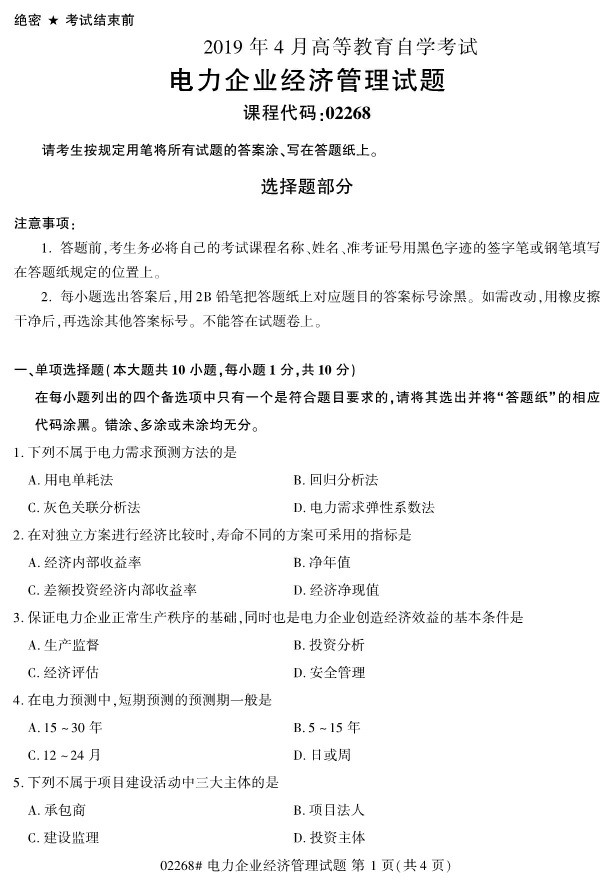 绝密 ★ 考试结束前
2019 年 4 月高等教育自学考试
电力企业经济管理试题
课程代码:02268
请考生按规定用笔将所有试题的答案涂、写在答题纸上。
选择题部分
注意事项:
1. 答题前,考生务必将自己的考试课程名称、姓名、准考证号用黑色字迹的签字笔或钢笔填写
在答题纸规定的位置上。
2. 每小题选出答案后,用 2B 铅笔把答题纸上对应题目的答案标号涂黑。如需改动,用橡皮擦
干净后,再选涂其他答案标号。不能答在试题卷上。
一、单项选择题(本大题共 10 小题,每小题 1 分,共 10 分)
在每小题列出的四个备选项中只有一个是符合题目要求的,请将其选出并将“答题纸”的相应
代码涂黑。错涂、多涂或未涂均无分。
1. 下列不属于电力需求预测方法的是
A. 用电单耗法 B. 回归分析法
C. 灰色关联分析法 D. 电力需求弹性系数法
2. 在对独立方案进行经济比较时,寿命不同的方案可采用的指标是
A. 经济内部收益率 B. 净年值
C. 差额投资经济内部收益率 D. 经济净现值
3. 保证电力企业正常生产秩序的基础,同时也是电力企业创造经济效益的基本条件是
A. 生产监督 B. 投资分析
C. 经济评估 D. 安全管理
4. 在电力预测中,短期预测的预测期一般是
A. 15 ~ 30 年 B. 5 ~ 15 年
C. 12 ~ 24 月 D. 日或周
5. 下列不属于项目建设活动中三大主体的是
A. 承包商 B. 项目法人
C. 建设监理 D. 投资主体
02268# 电力企业经济管理试题 第 1 页(共 4 页)